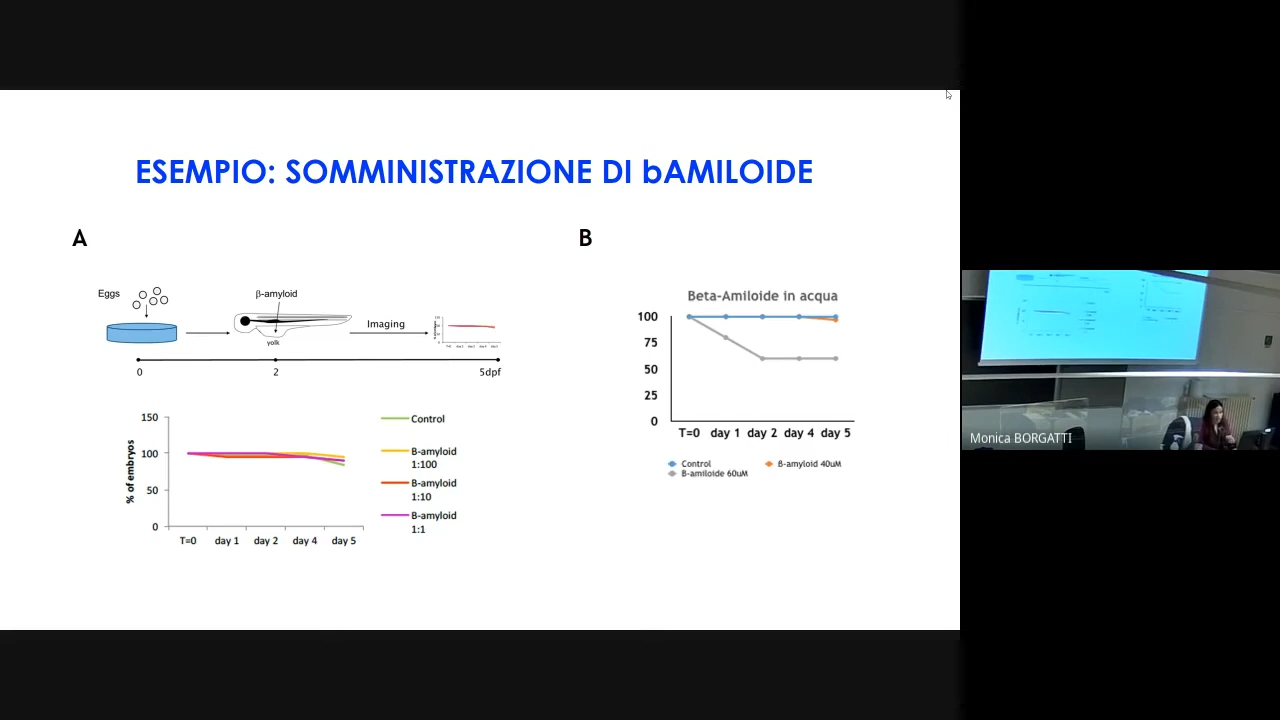 ESEMPIO: SOMMINISTRAZIONE DI bAMILOIDE
A
Eggs
β-amyloid
yolk
Imaging
0
2
5dpf
150
100
50
0
% of embryos
T=0
day 1
day 2
day 4
day 5
Control
B-amyloid
1:100
B-amyloid
1:10
B-amyloid
1:1
B
Beta-Amiloide in acqua
100
75
50
25
0
T=0
day 1
day 2
day 4
day 5
Control
B-amyloid 40uM
B-amiloide 60uM
Monica BORGATTI